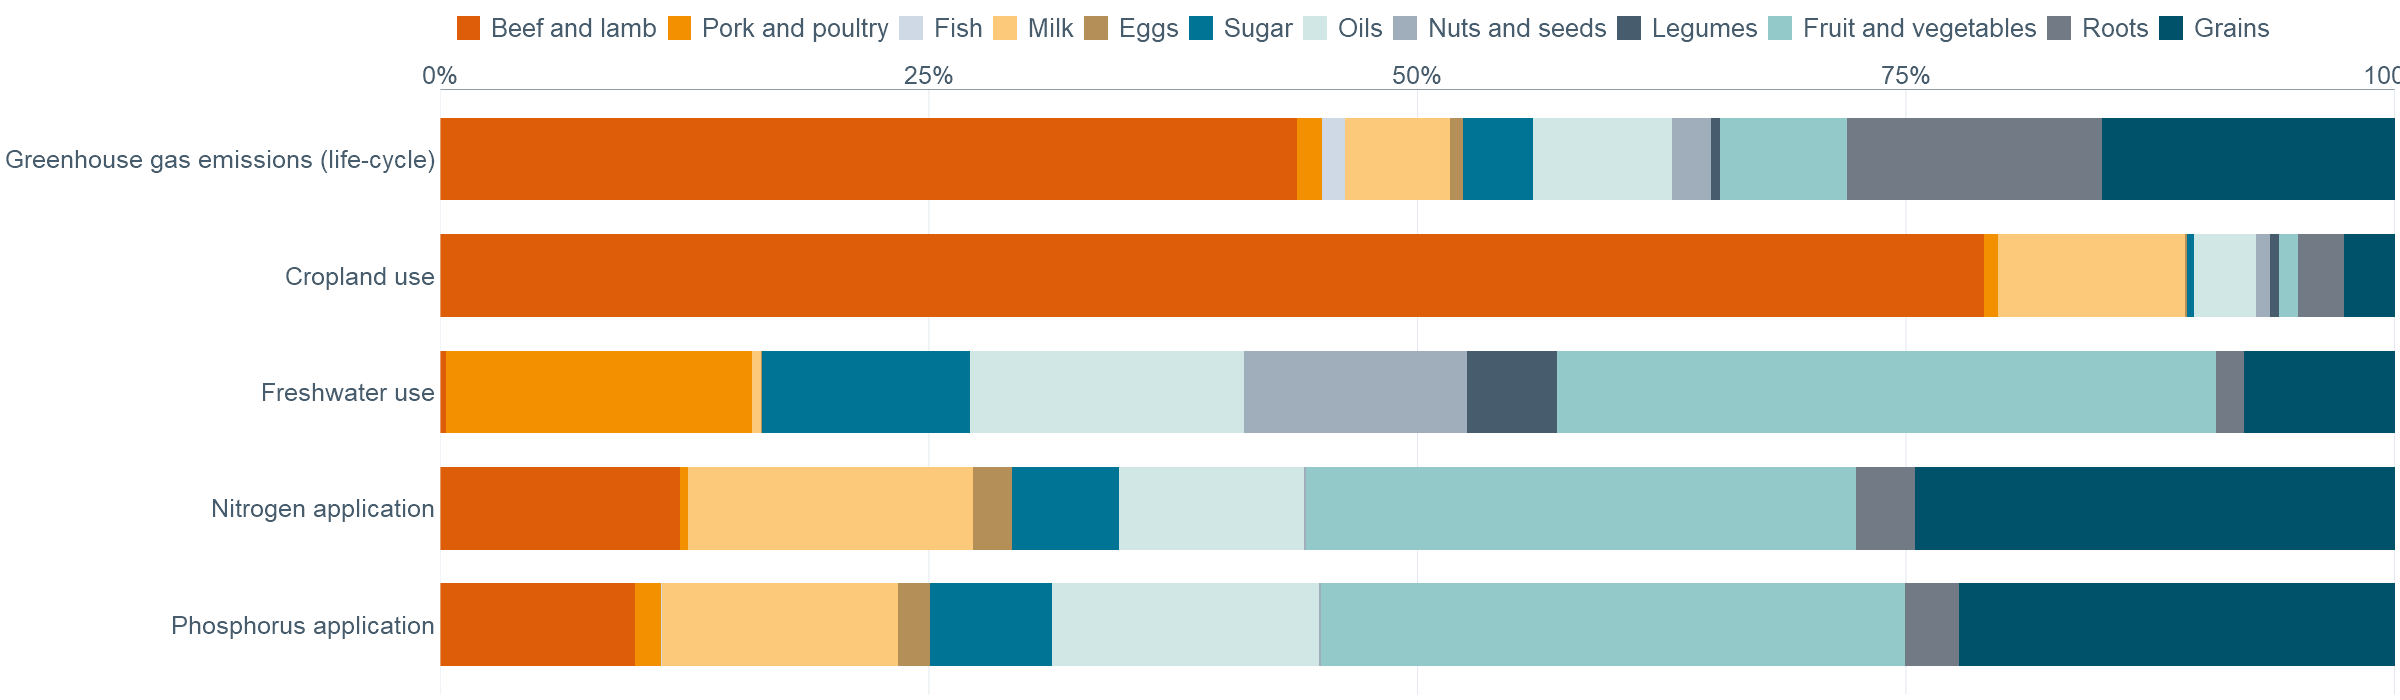 Beef and lamb Pork and poultry Fish Milk Eggs Sugar Oils Nuts and seeds Legumes Fruit and vegetables Roots Grains
0% 25% 50% 75% 100
Greenhouse gas emissions (life-cycle)
Cropland use
Freshwater use
Nitrogen application
Phosphorus application